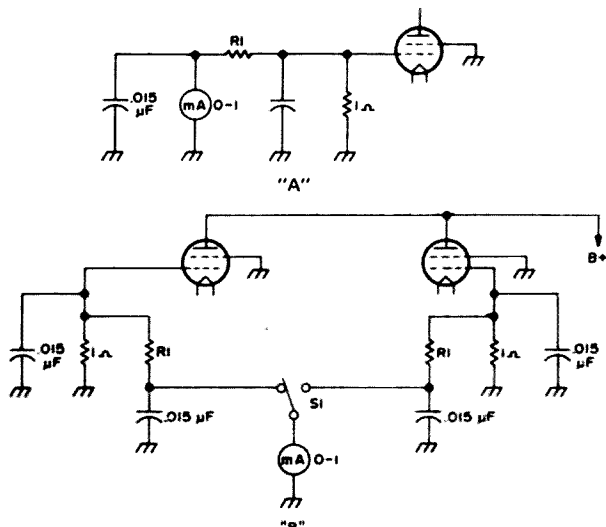 R1
.015
µF
mA 0-1
1Ω
"A"
B+
.015
µF
1Ω
R1
R1
1Ω
.015
µF
.015 µF
S1
.015 µF
mA 0-1
"B"